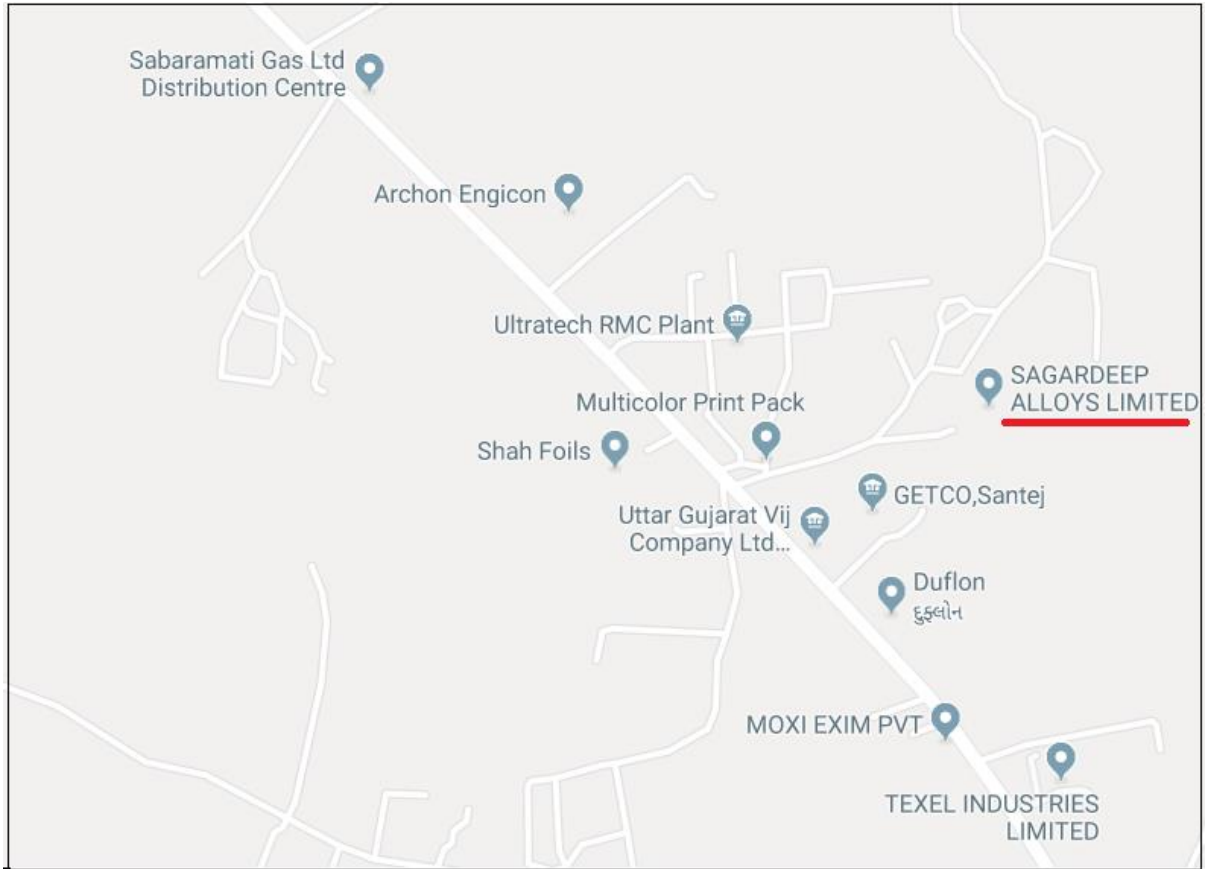 Sabaramati Gas Ltd
Distribution Centre
Archon Engicon
Ultratech RMC Plant
SAGARDEEP
ALLOYS LIMITED
Multicolor Print Pack
Shah Foils
GETCO,Santej
Uttar Gujarat Vij
Company Ltd...
Duflon
દુફ્લોન
MOXI EXIM PVT
TEXEL INDUSTRIES
LIMITED